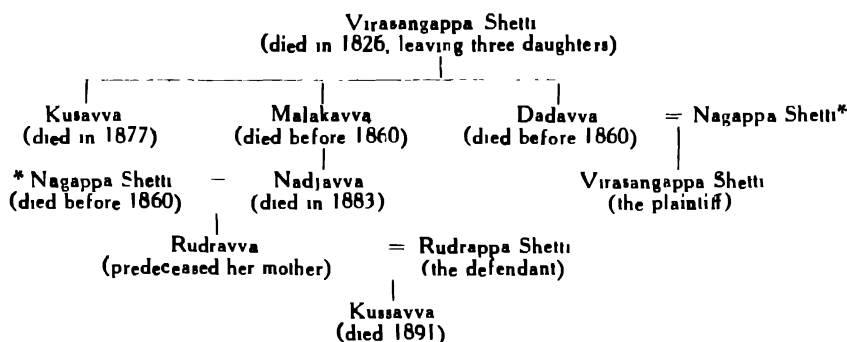 Virasangappa Shetti
(died in 1826, leaving three daughters)
Kusavva Malakavva Dadavva = Nagappa Shetti*
(died in 1877) (died before 1860) (died before 1860)
* Nagappa Shetti – Nadjavva Virasangappa Shetti
(died before 1860) (died in 1883) (the plaintiff)
Rudravva = Rudrappa Shetti
(predeceased her mother) (the defendant)
Kussavva
(died 1891)